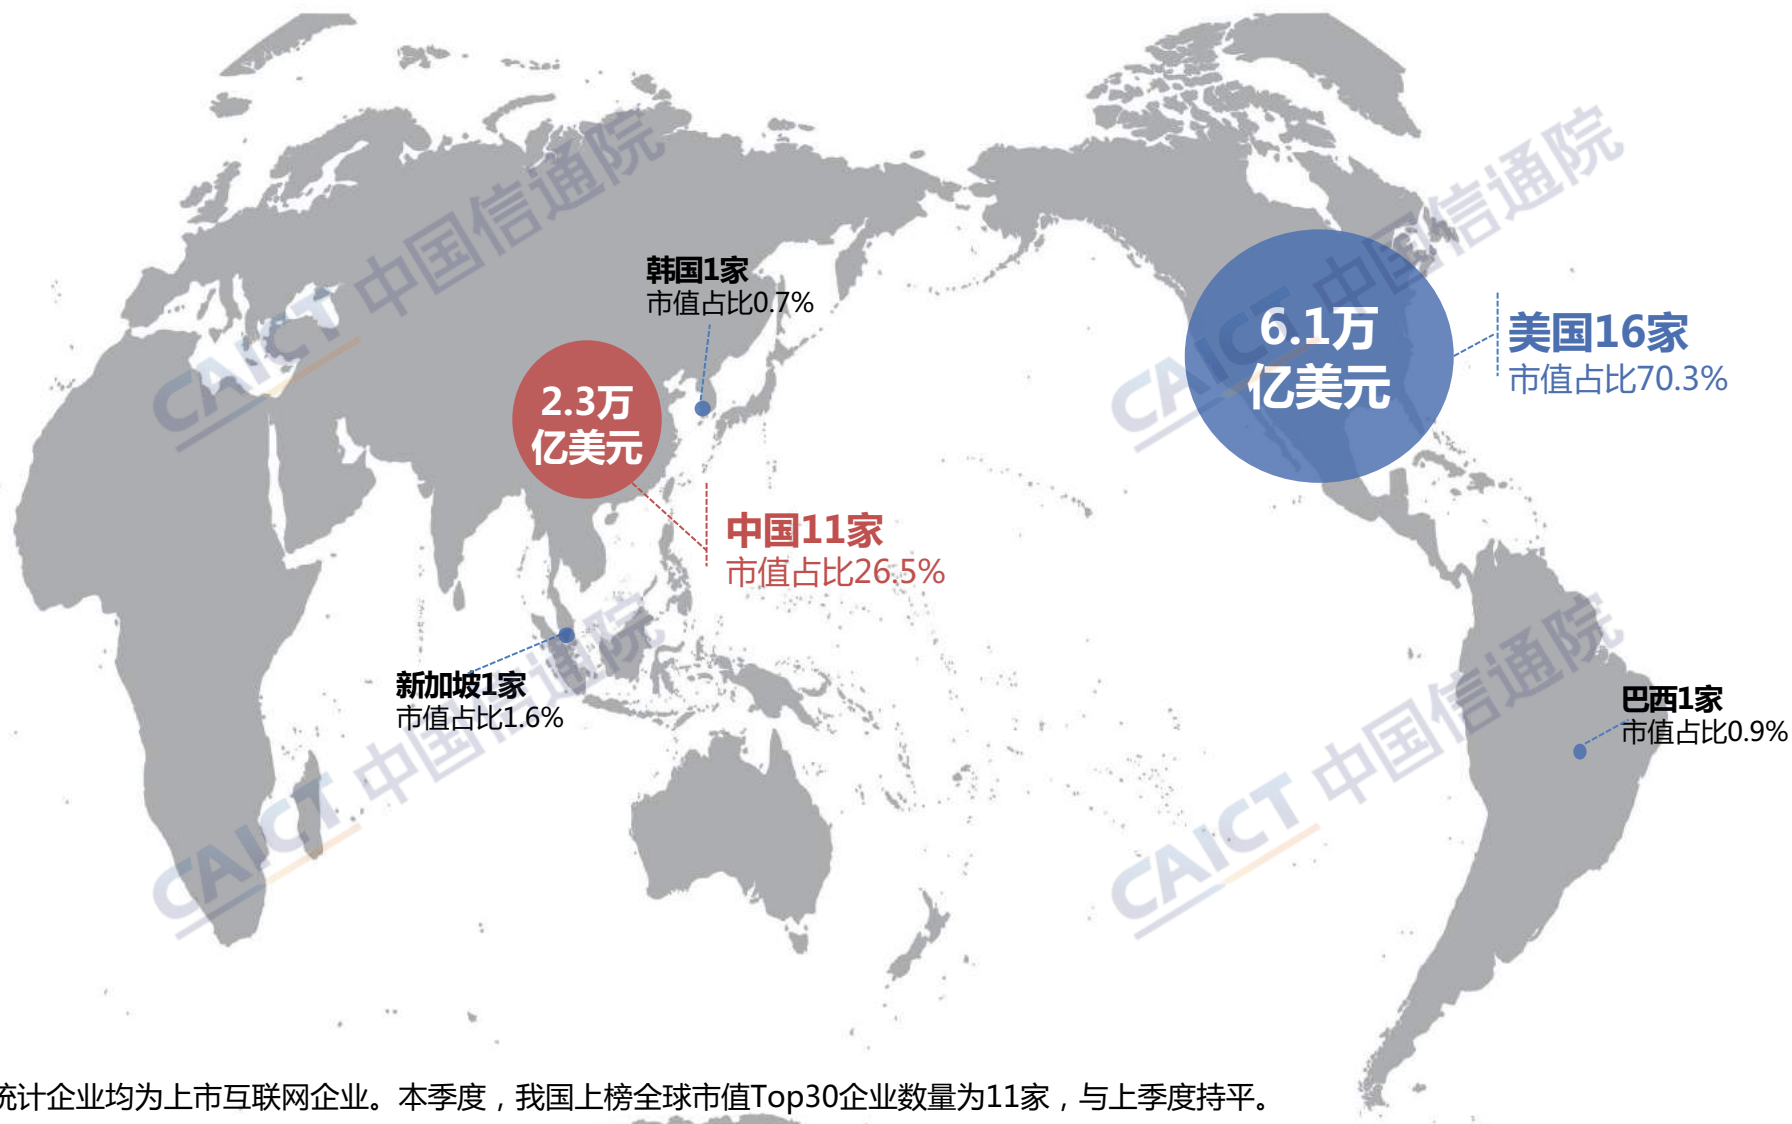 CAICT 中国信通院
CAICT 中国信通院
韩国1家
市值占比0.7%
6.1万
亿美元
美国16家
市值占比70.3%
2.3万
亿美元
中国11家
市值占比26.5%
新加坡1家
市值占比1.6%
巴西1家
市值占比0.9%
CAICT 中国信通院
CAICT 中国信通院
统计企业均为上市互联网企业。本季度，我国上榜全球市值Top30企业数量为11家，与上季度持平。